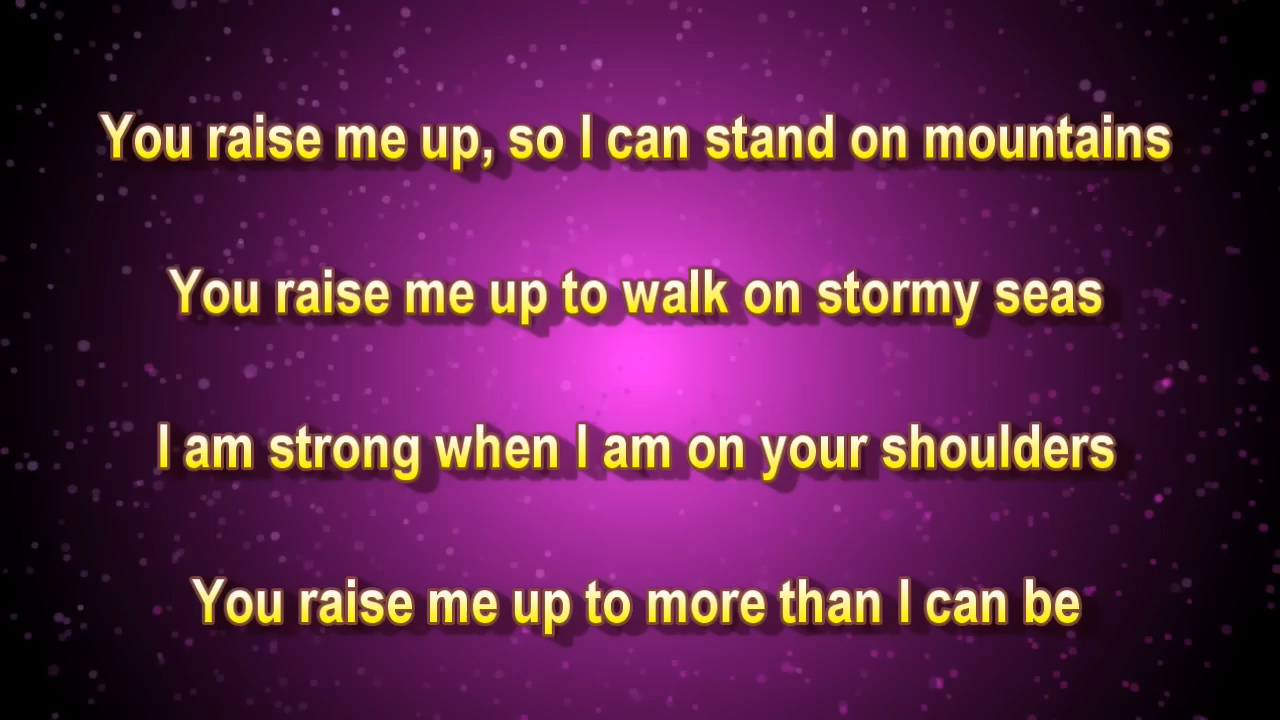 You raise me up, so I can stand on mountains
You raise me up to walk on stormy seas
I am strong when I am on your shoulders
You raise me up to more than I can be